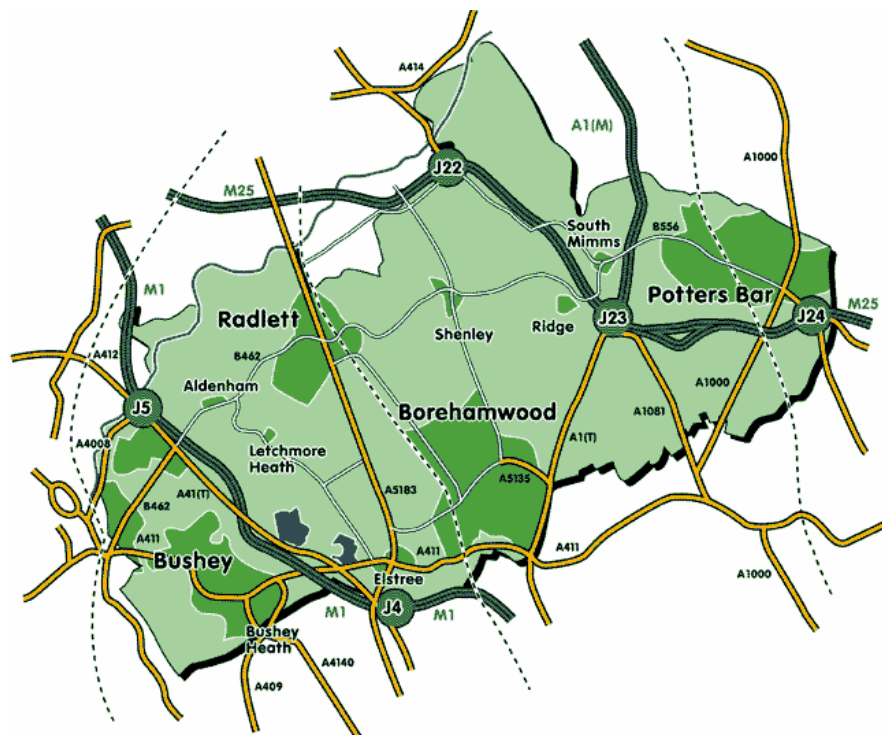 A414
J22
A1(M)
A1000
M25
South
Mimms
B556
M1
Radlett
Potters Bar
J24
M25
J23
Ridge
Shenley
A412
B462
Aldenham
J5
Borehamwood
A1000
A1081
A4008
Letchmore
Heath
A1(T)
A41(T)
A5183
A5135
B462
A411
Bushey
A411
A411
Elstree
A1000
J4
M1
M1
Bushey
Heath
A4140
A409